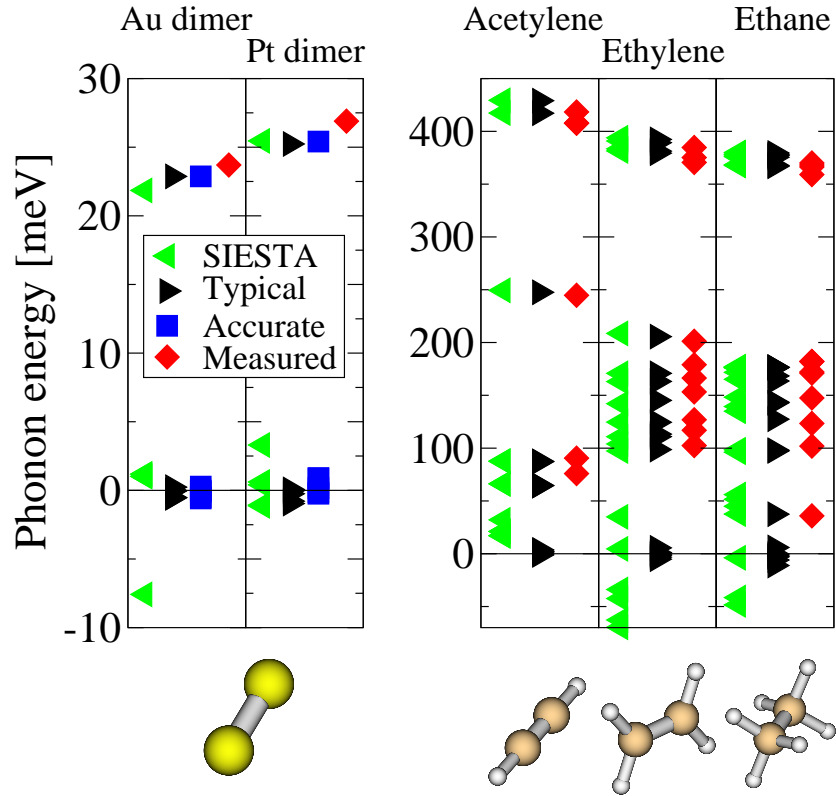 Au dimer
Pt dimer
Acetylene
Ethylene
Ethane
Phonon energy [meV]
30
20
10
0
-10
SIESTA
Typical
Accurate
Measured
400
300
200
100
0